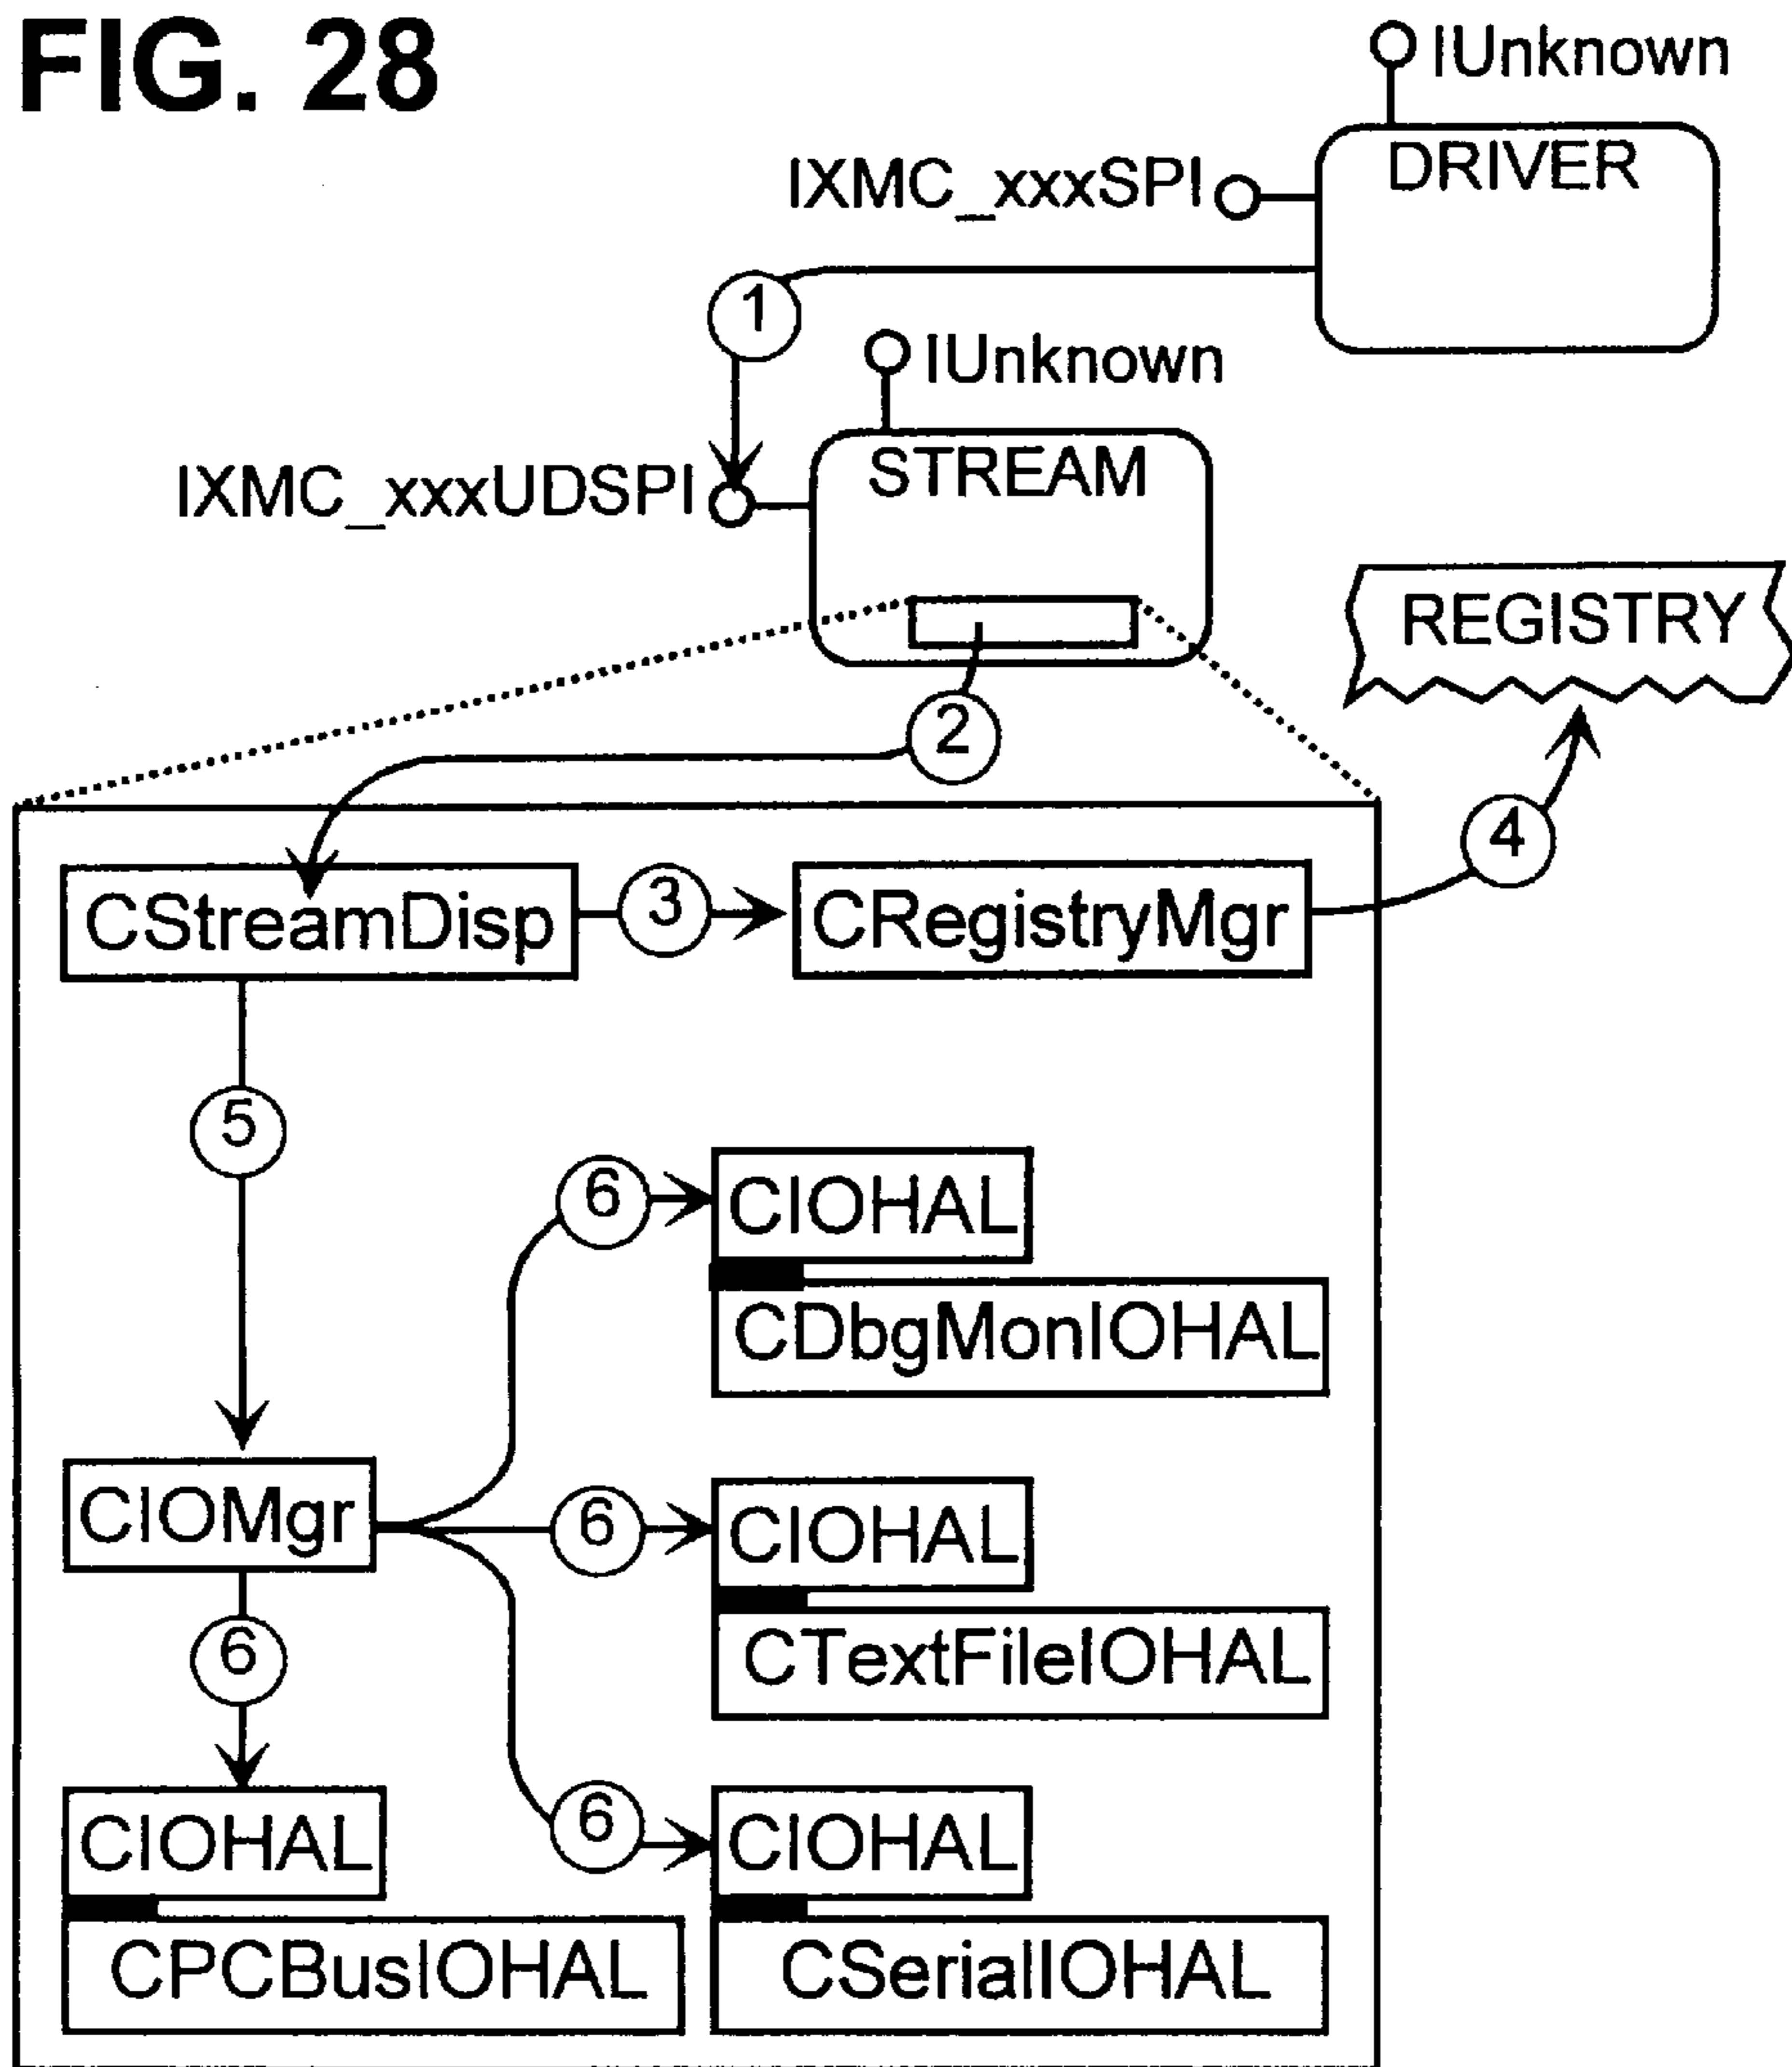 FIG. 28
IUnknown
DRIVER
IXMC_xxxSPI
1
IUnknown
STREAM
IXMC_xxxUDSPI
REGISTRY
2
4
CStreamDisp
3
CRegistryMgr
5
6
CIOHAL
CDbgMonIOHAL
CIOMgr
6
CIOHAL
CTextFileIOHAL
6
6
CIOHAL
CIOHAL
CPCBusIOHAL
CSerialIOHAL